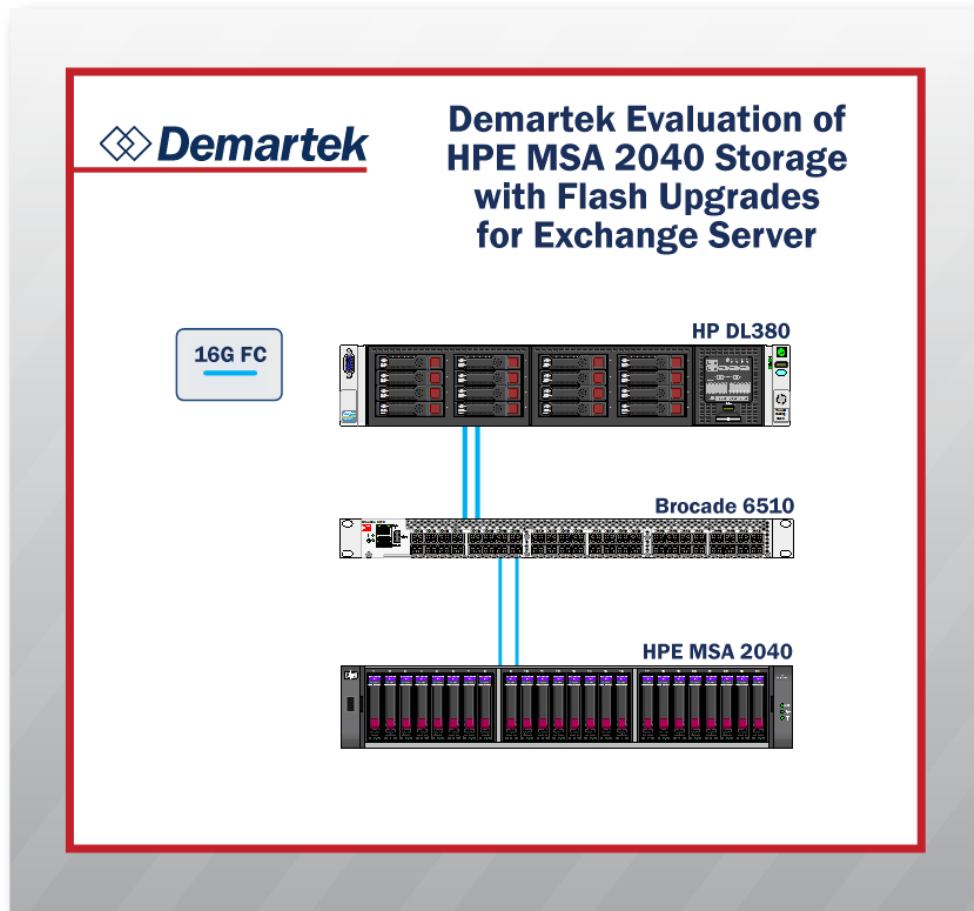 Demartek
Demartek Evaluation of
HPE MSA 2040 Storage
with Flash Upgrades
for Exchange Server
16G FC
HP DL380
Brocade 6510
HPE MSA 2040